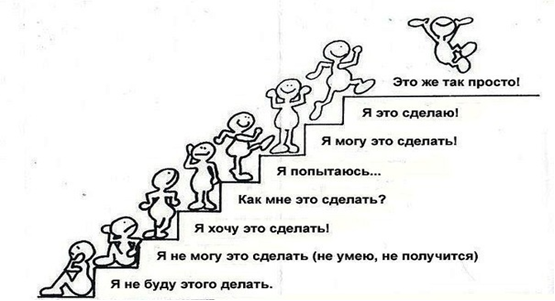 Это же так просто!
Я это сделаю!
Я могу это сделать!
Я попытаюсь...
Как мне это сделать?
Я хочу это сделать!
Я не могу это сделать (не умею, не получится)
Я не буду этого делать.